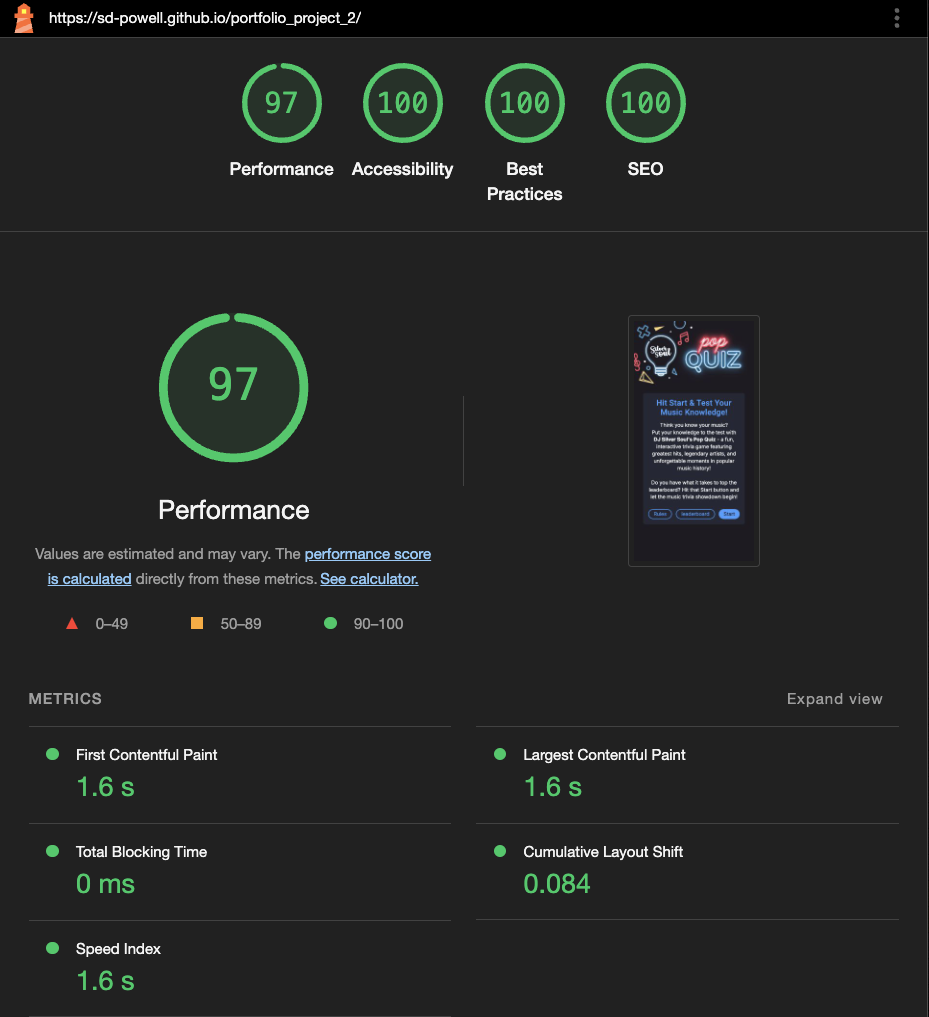 https://sd-powell.github.io/portfolio_project_2/
97 100 100 100
Performance Accessibility Best Practices SEO
97
Performance
Values are estimated and may vary. The performance score
is calculated directly from these metrics. See calculator.
0–49 50–89 90–100
Silver Soul
pop
QUIZ
Hit Start & Test Your
Music Knowledge!
Think you know your music?
Put your knowledge to the test with
DJ Silver Soul's Pop Quiz - a fun,
interactive trivia game featuring
greatest hits, legendary artists, and
unforgettable moments in popular
music history!
Do you have what it takes to top the
leaderboard? Hit that Start button and
let the music trivia showdown begin!
Rules leaderboard Start
METRICS Expand view
First Contentful Paint
1.6 s
Largest Contentful Paint
1.6 s
Total Blocking Time
0 ms
Cumulative Layout Shift
0.084
Speed Index
1.6 s